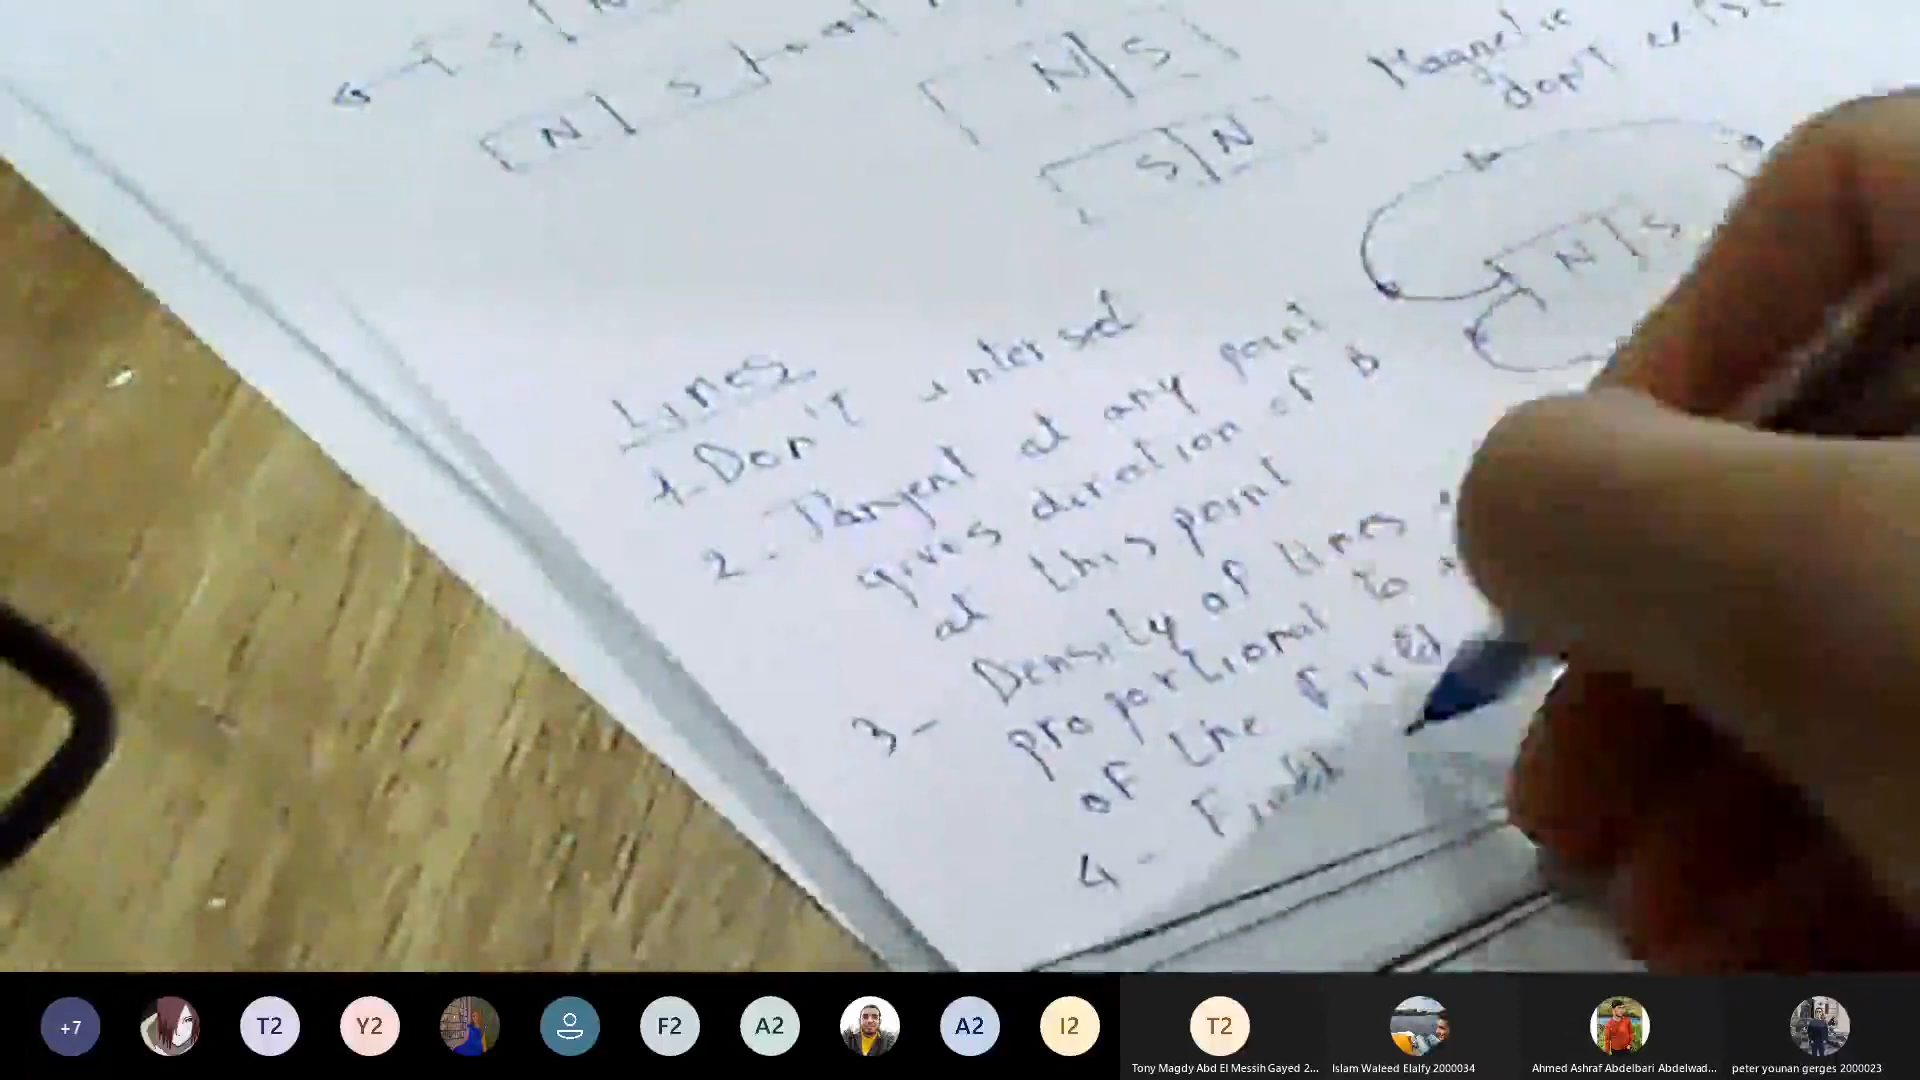 N S
N S
S N
don't
N S
Lines
1- Don't intersect
2- Tangent at any point
gives diration of B
at this point
3- Density of lines
proportional to
of the field
4- Field
+7
T2
Y2
F2
A2
A2
I2
T2
Tony Magdy Abd El Messih Gayed 2...
Islam Waleed Elalfy 2000034
Ahmed Ashraf Abdelbari Abdelwad...
peter younan gerges 2000023